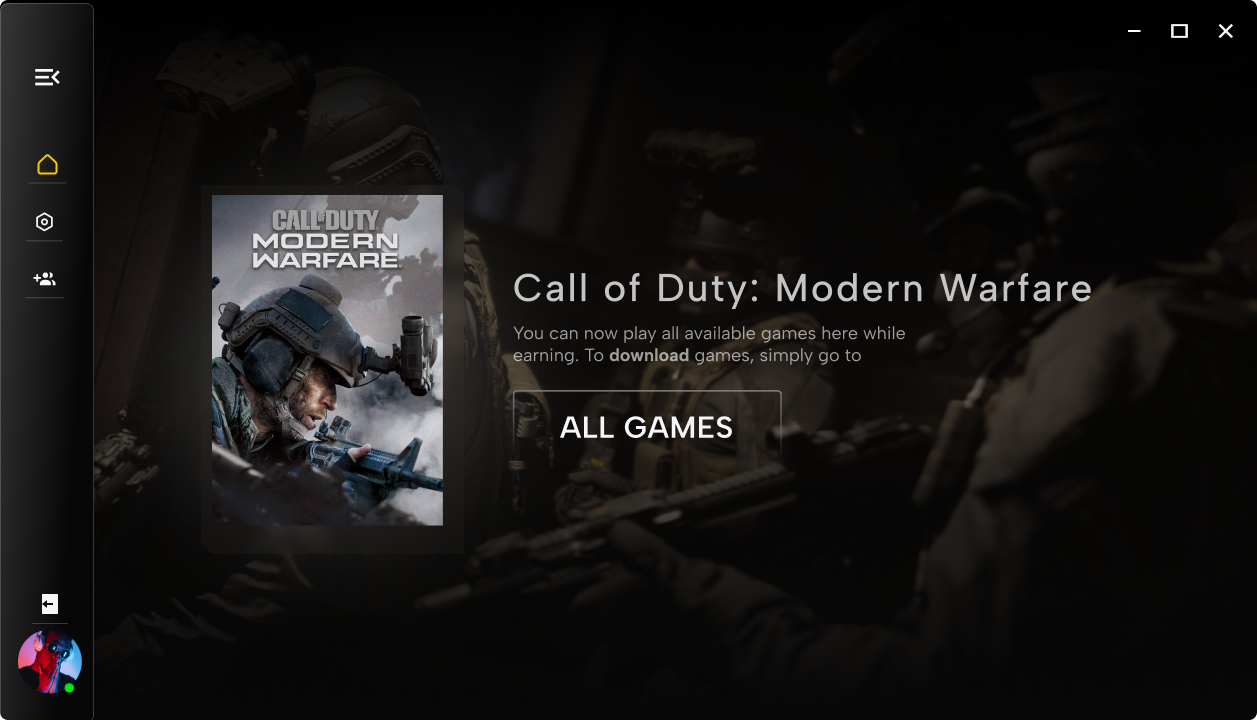 CALL OF DUTY
MODERN
WARFARE
Call of Duty: Modern Warfare
You can now play all available games here while
earning. To download games, simply go to
ALL GAMES